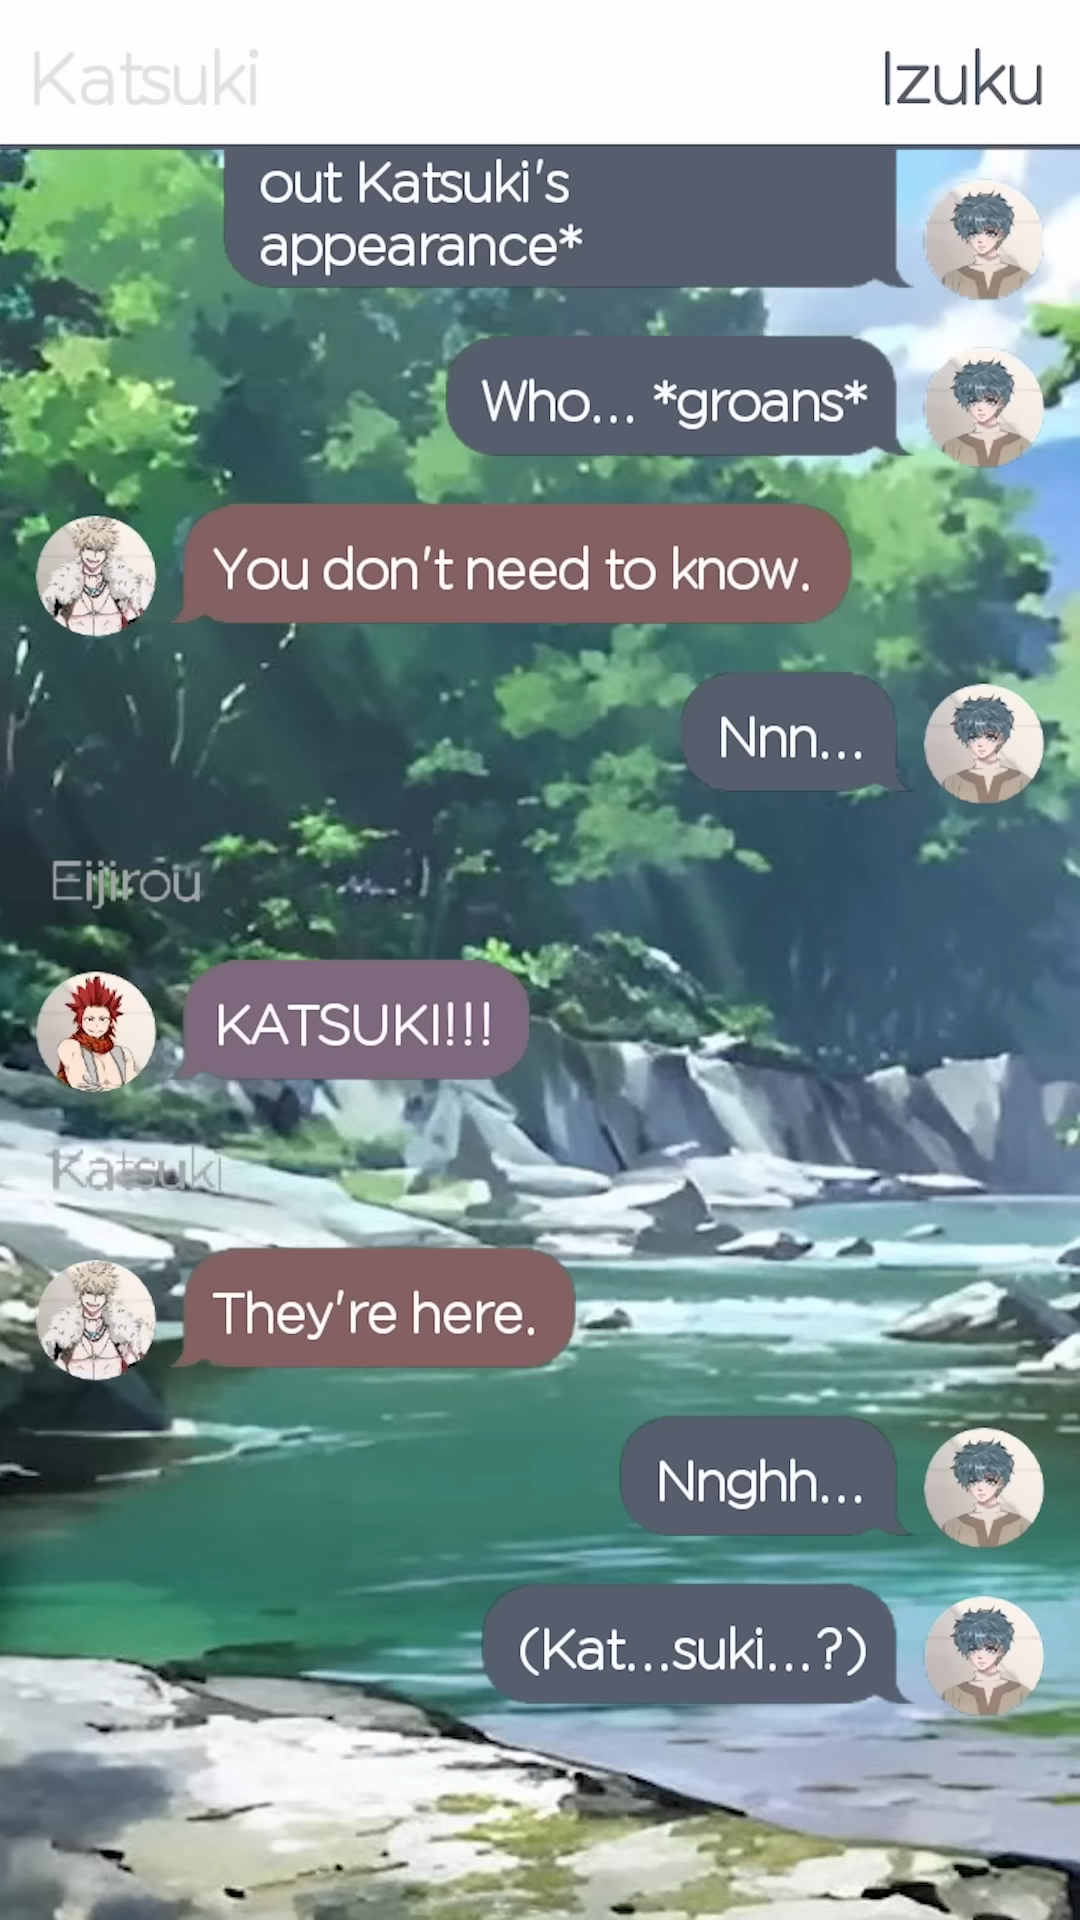 Katsuki
Izuku
out Katsuki's
appearance*
Who... *groans*
You don't need to know.
Nnn...
Eijirou
KATSUKI!!!
Katsuki
They're here.
Nnghh...
(Kat...suki...?)